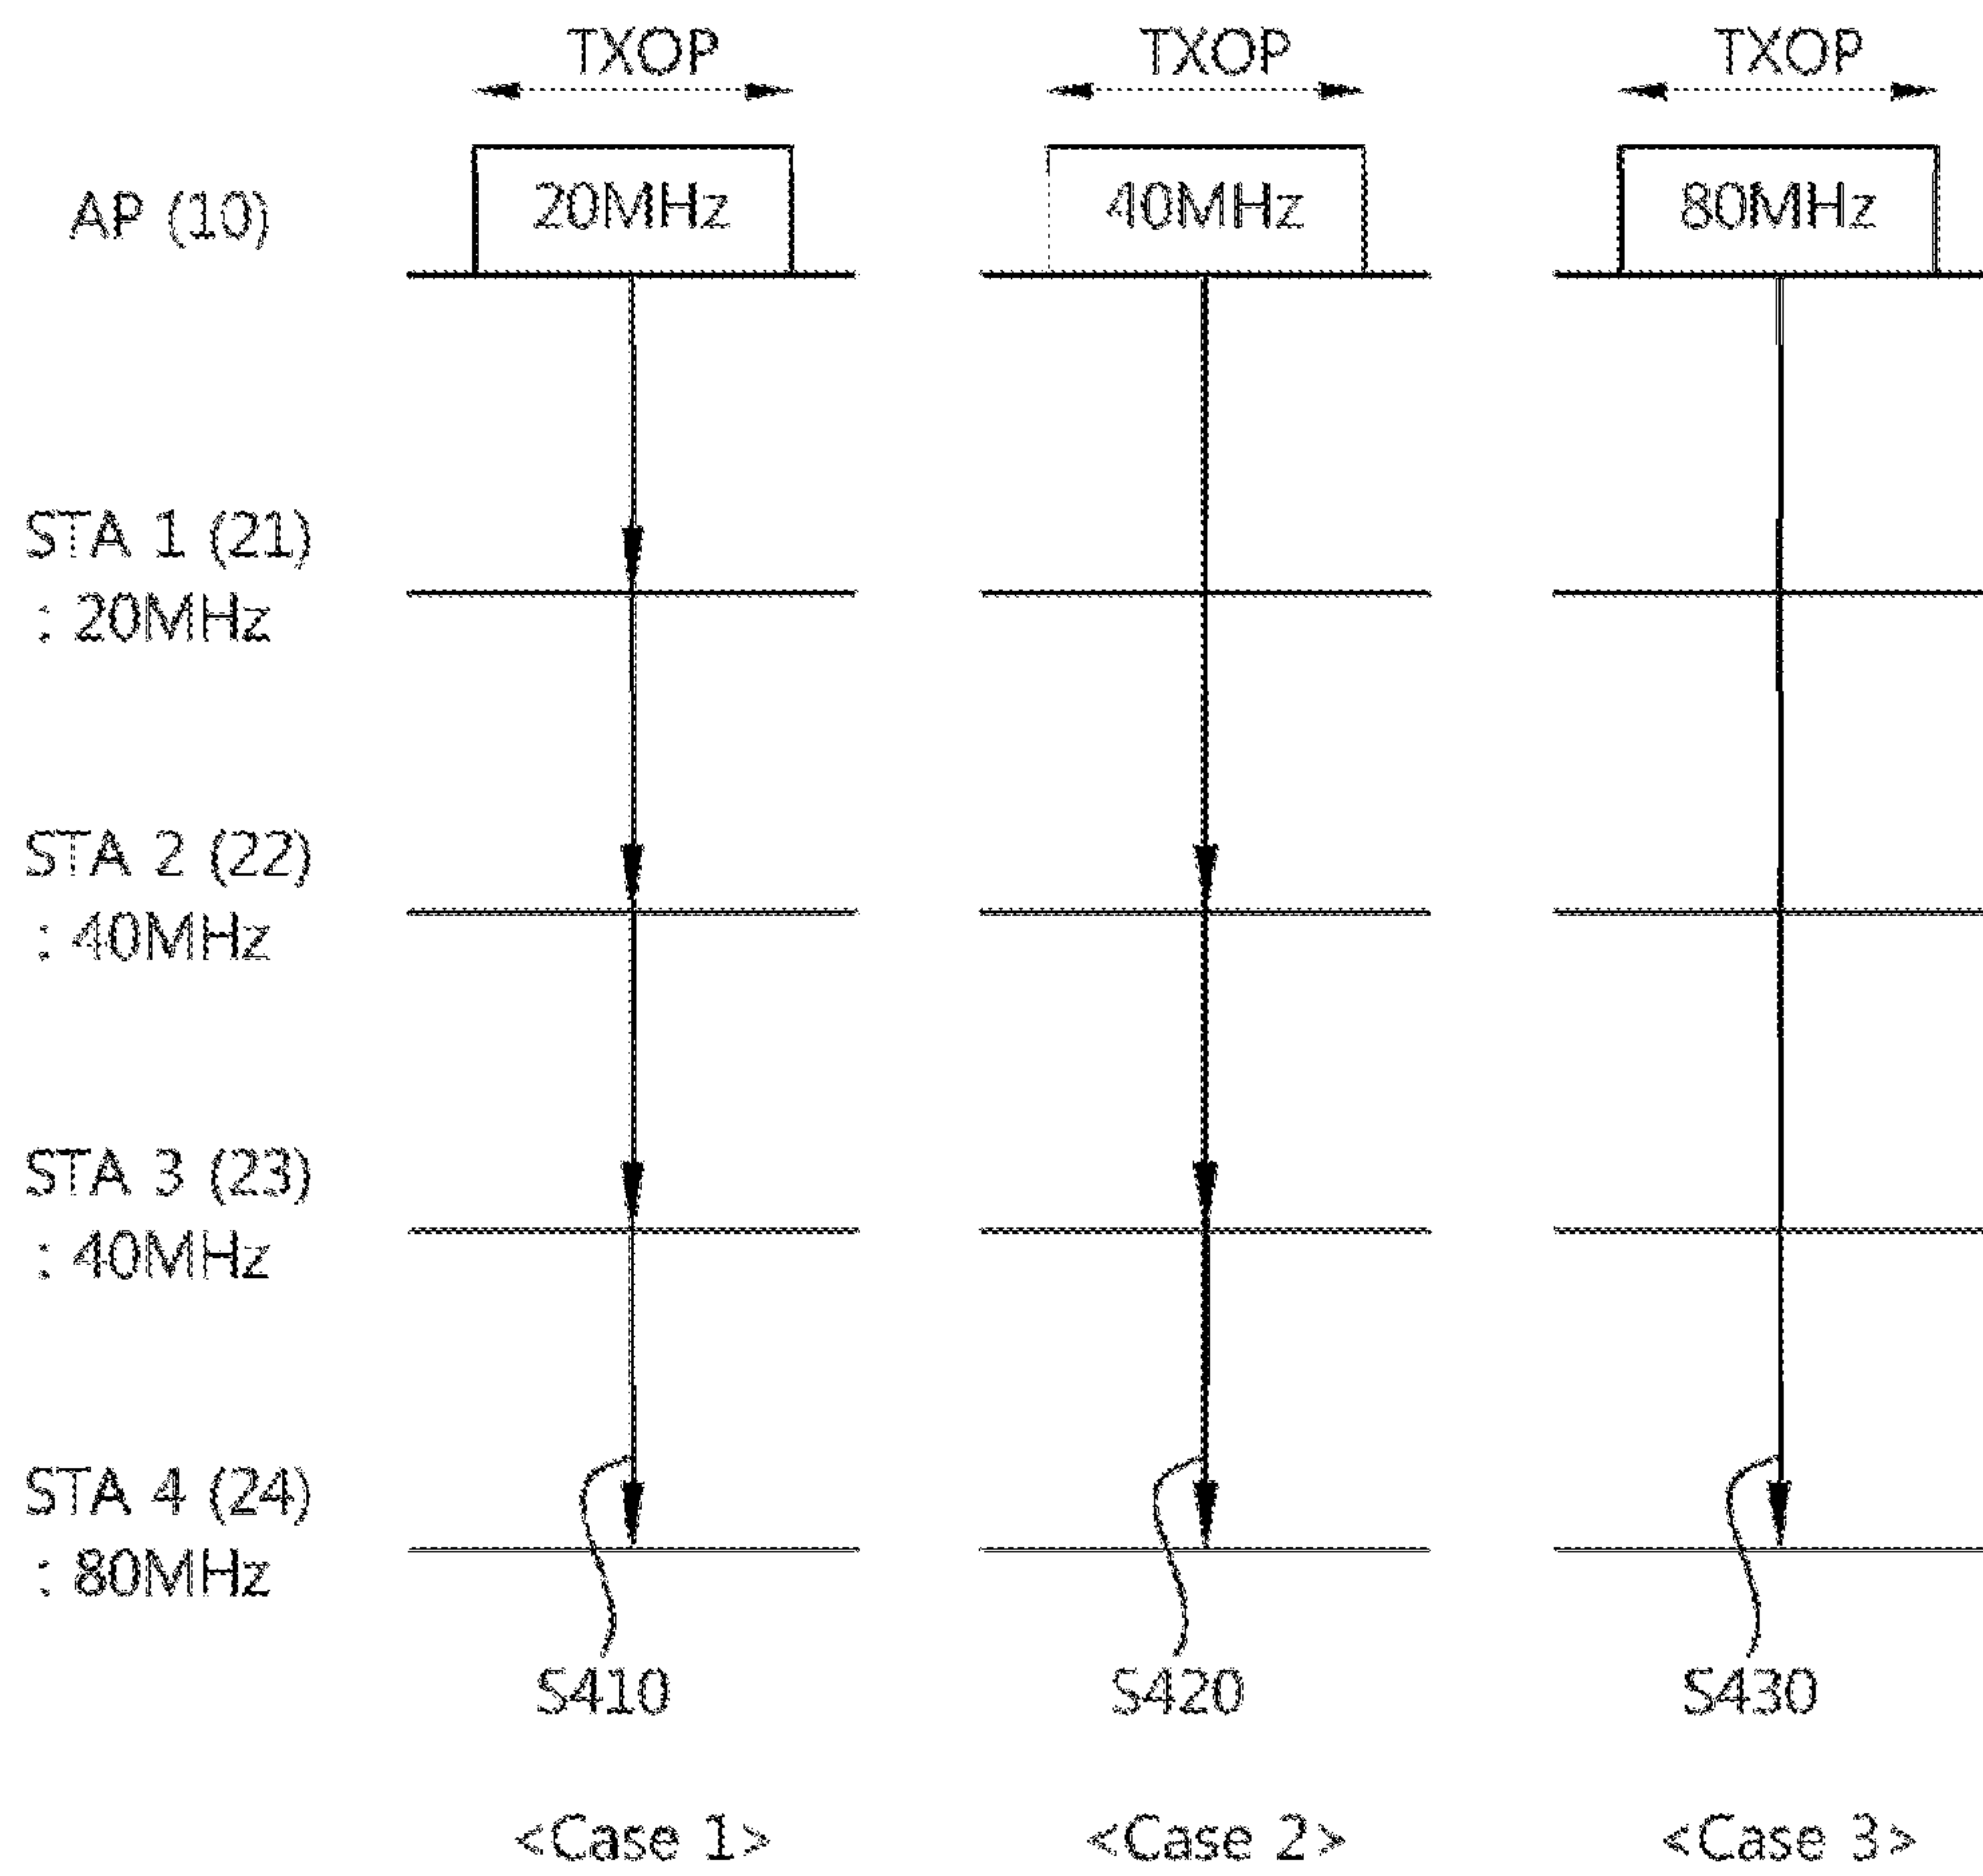 TXOP TXOP TXOP
AP (10) 20MHz 40MHz 80MHz
STA 1 (21)
: 20MHz
STA 2 (22)
: 40MHz
STA 3 (23)
: 40MHz
STA 4 (24)
: 80MHz
S410 S420 S430
<Case 1> <Case 2> <Case 3>